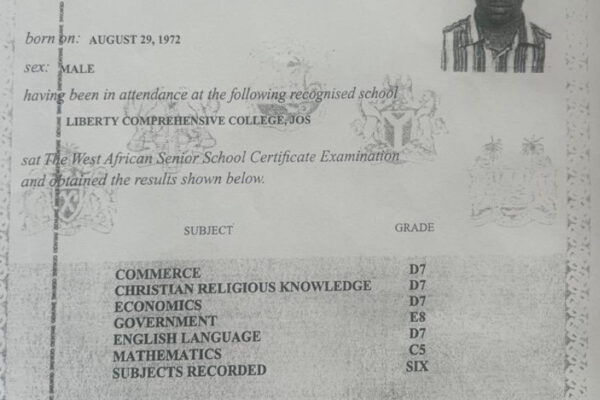 born on: AUGUST 29, 1972
sex: MALE
having been in attendance at the following recognised school
LIBERTY COMPREHENSIVE COLLEGE, JOS
sat The West African Senior School Certificate Examination
and obtained the results shown below.
SUBJECT GRADE
COMMERCE D7
CHRISTIAN RELIGIOUS KNOWLEDGE D7
ECONOMICS D7
GOVERNMENT E8
ENGLISH LANGUAGE D7
MATHEMATICS C5
SUBJECTS RECORDED SIX